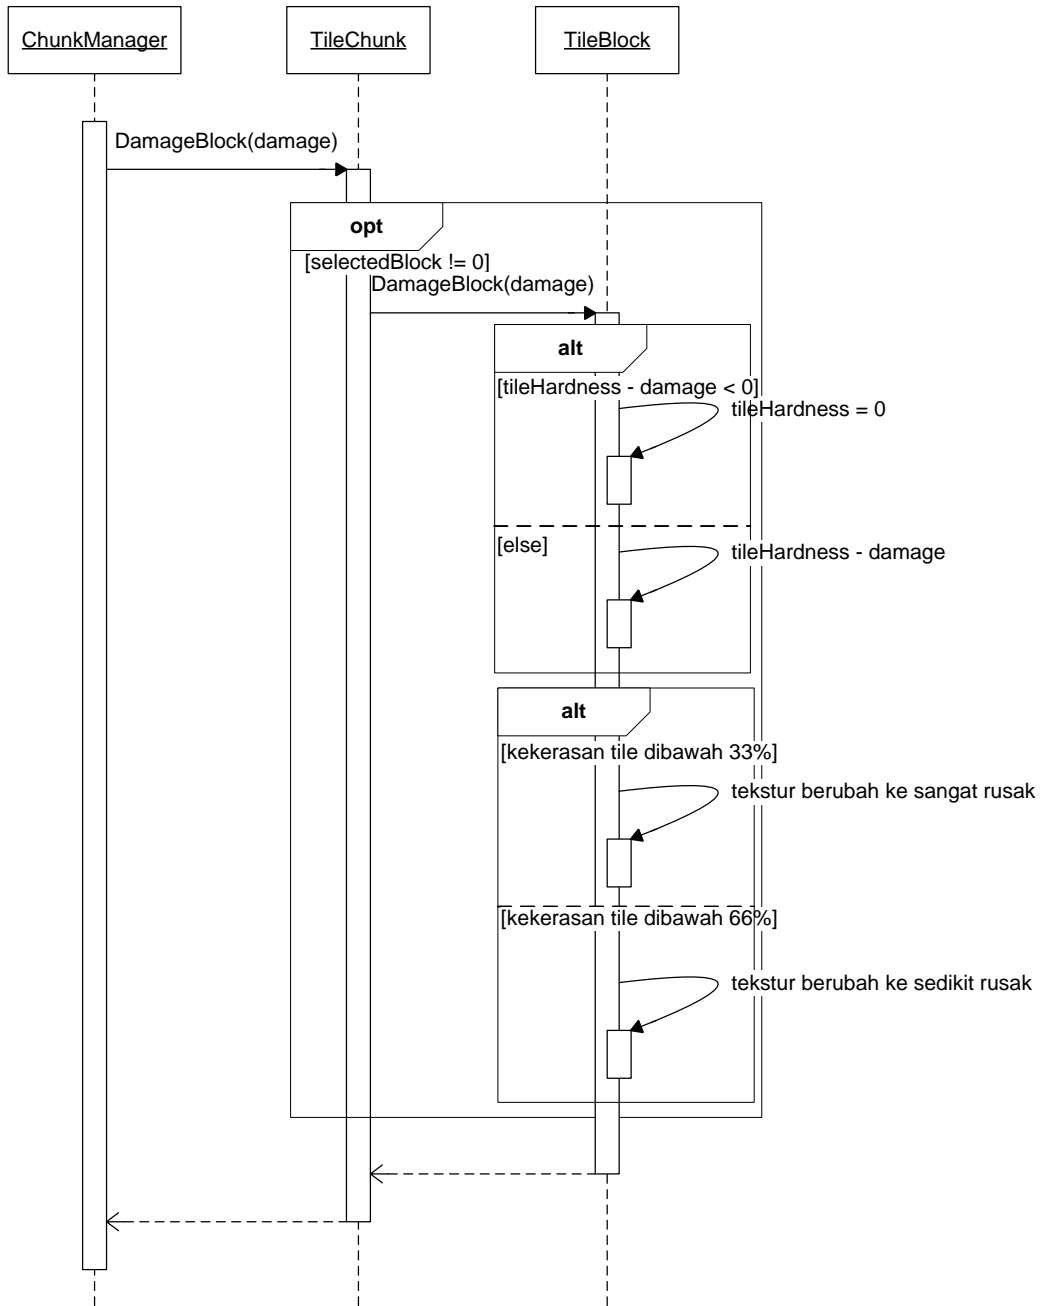 ChunkManager
TileChunk
TileBlock
DamageBlock(damage)
opt
[selectedBlock != 0]
DamageBlock(damage)
alt
[tileHardness - damage < 0]
tileHardness = 0
[else]
tileHardness - damage
alt
[kekerasan tile dibawah 33%]
tekstur berubah ke sangat rusak
[kekerasan tile dibawah 66%]
tekstur berubah ke sedikit rusak